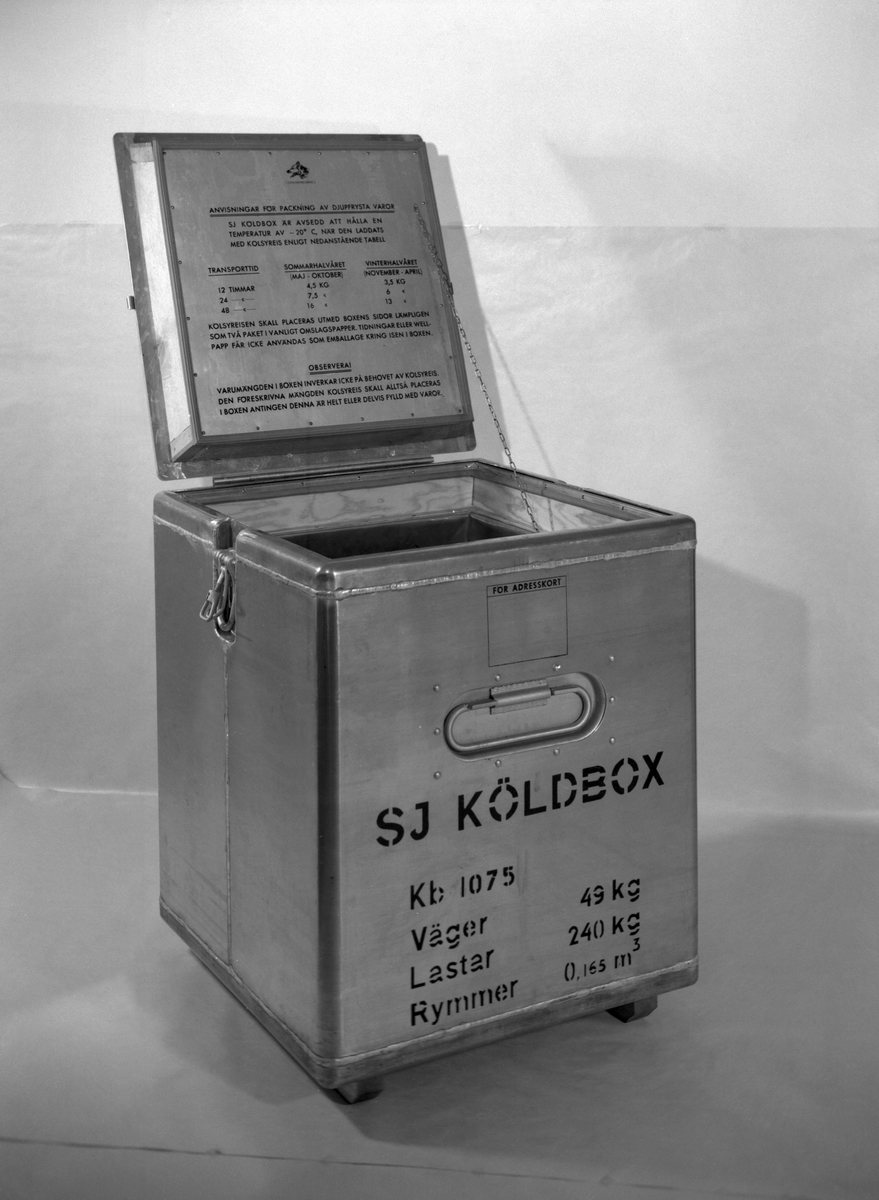 ANVISNINGAR FÖR PACKNING AV DJUPFRYSTA VAROR
SJ KÖLDBOX ÄR AVSEDD ATT HÅLLA EN
TEMPERATUR AV −20° C, NÄR DEN LADDATS
MED KOLSYREIS ENLIGT NEDANSTÅENDE TABELL
TRANSPORTTID SOMMARHALVÅRET VINTERHALVÅRET
(MAJ - OKTOBER) (NOVEMBER - APRIL)
12 TIMMAR 4,5 KG 3,5 KG
24 —«— 7,5 « 6 «
48 —«— 16 « 13 «
KOLSYREISEN SKALL PLACERAS UTMED BOXENS SIDOR LÄMPLIGEN
SOM TVÅ PAKET I VANLIGT OMSLAGSPAPPER. TIDNINGAR ELLER WELL-
PAPP FÅR ICKE ANVÄNDAS SOM EMBALLAGE KRING ISEN I BOXEN.
OBSERVERA!
VARUMÄNGDEN I BOXEN INVERKAR ICKE PÅ BEHOVET AV KOLSYREIS.
DEN FÖRESKRIVNA MÄNGDEN KOLSYREIS SKALL ALLTSÅ PLACERAS
I BOXEN ANTINGEN DENNA ÄR HELT ELLER DELVIS FYLLD MED VAROR.
FÖR ADRESSKORT
SJ KÖLDBOX
Kb 1075
Väger 49 kg
Lastar 240 kg
Rymmer 0,165 m³